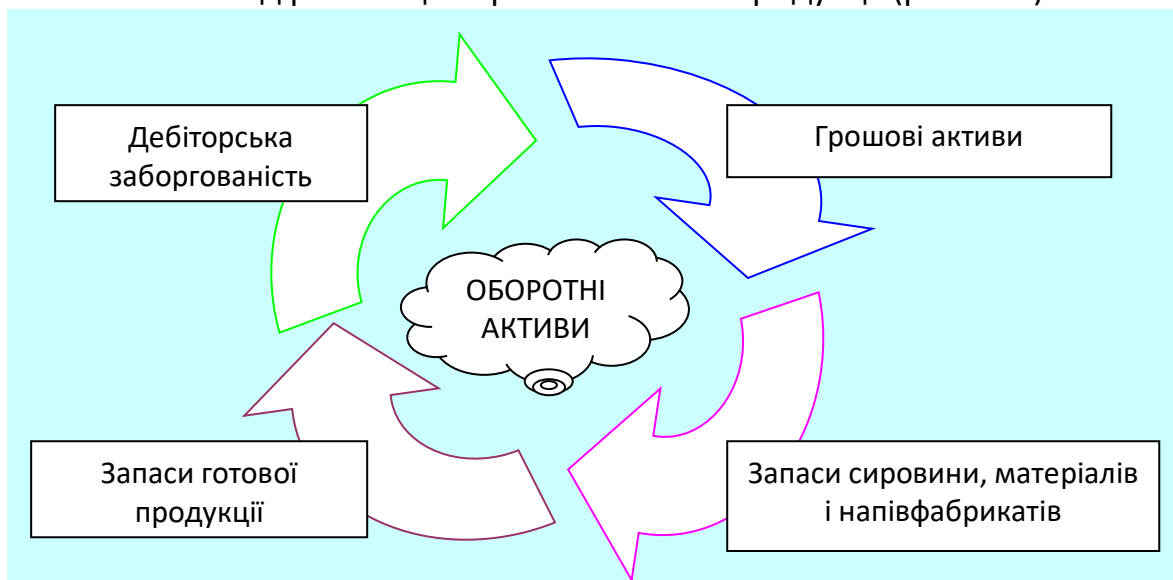 Дебіторська
заборгованість
Грошові активи
ОБОРОТНІ
АКТИВИ
Запаси готової
продукції
Запаси сировини, матеріалів
і напівфабрикатів